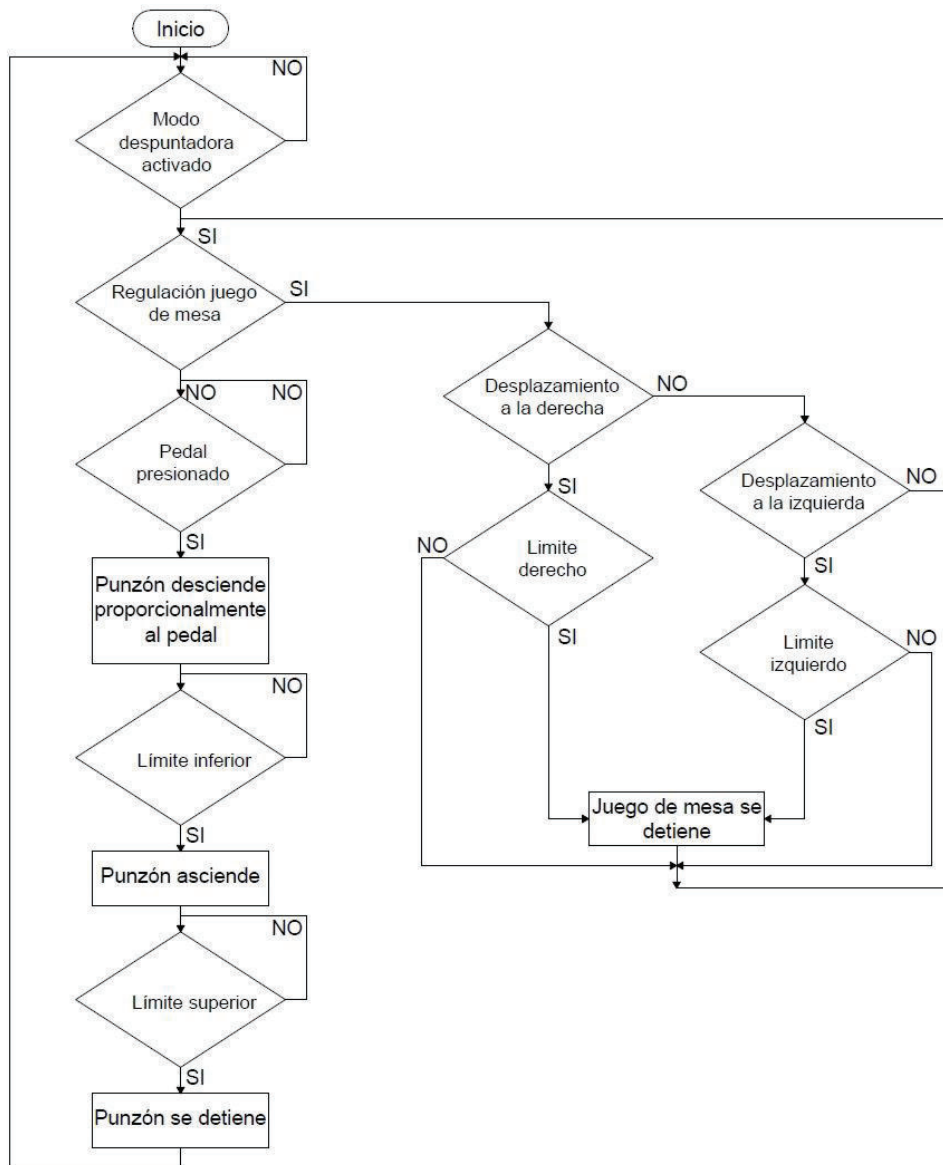 Inicio
NO
Modo
despuntadora
activado
SI
Regulación juego
de mesa
SI
NO
NO
Pedal
presionado
SI
Punzón desciende
proporcionalmente
al pedal
NO
Límite inferior
SI
Punzón asciende
NO
Límite superior
SI
Punzón se detiene
Desplazamiento
a la derecha
NO
SI
NO
Limite
derecho
SI
Desplazamiento
a la izquierda
NO
SI
Limite
izquierdo
NO
SI
Juego de mesa se
detiene